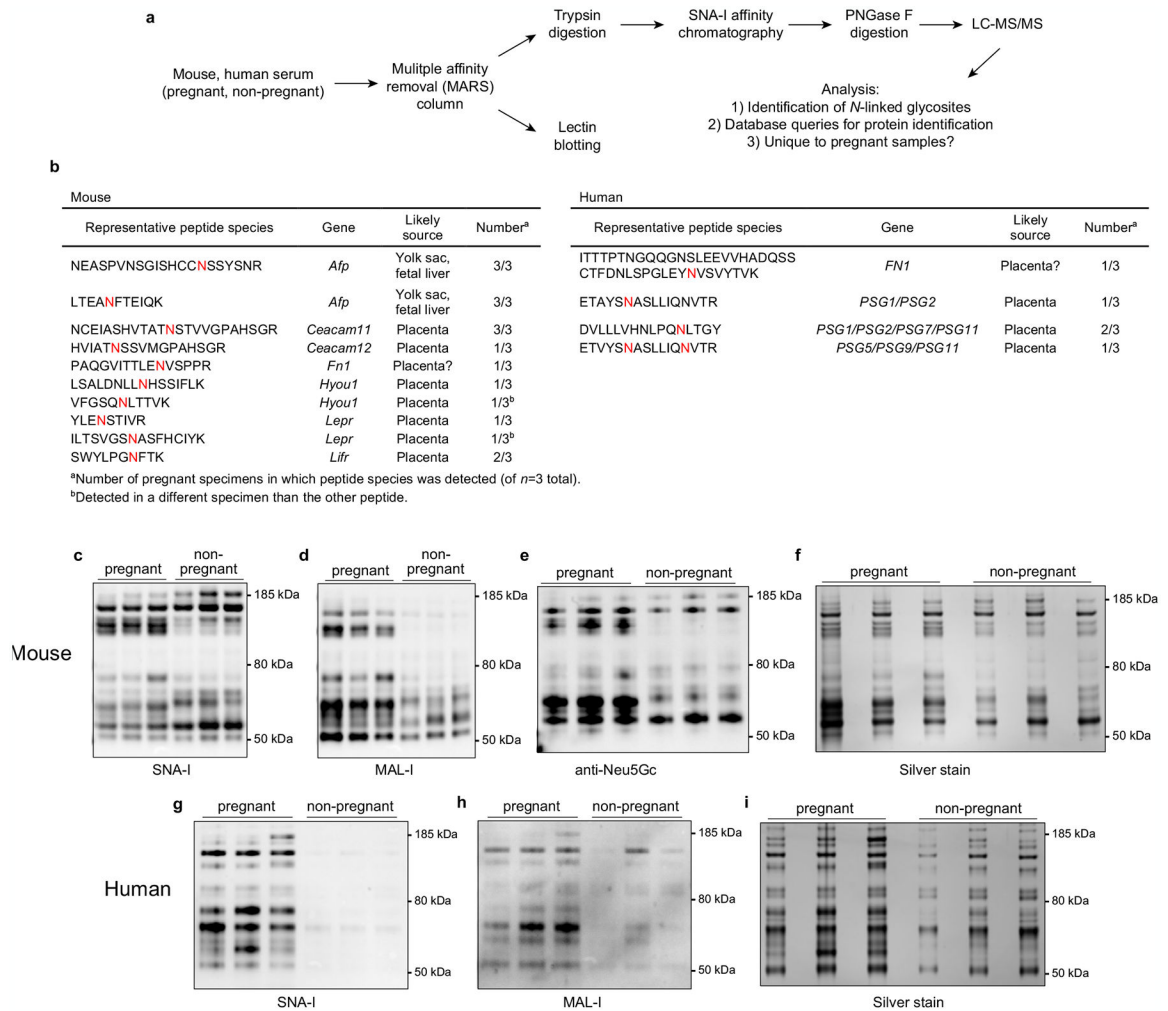 a
Mouse, human serum
(pregnant, non-pregnant)
Mulitple affinity
removal (MARS)
column
Trypsin
digestion
SNA-I affinity
chromatography
PNGase F
digestion
LC-MS/MS
Lectin
blotting
Analysis:
1) Identification of N-linked glycosites
2) Database queries for protein identification
3) Unique to pregnant samples?
b
Mouse
Representative peptide species Gene Likely source Numberᵃ
NEASPVNSGISHCCNSSYSNR Afp Yolk sac, fetal liver 3/3
LTEANFTEIQK Afp Yolk sac, fetal liver 3/3
NCEIASHVTATNSTVVGPAHSGR Ceacam11 Placenta 3/3
HVIATNSSVMGPAHSGR Ceacam12 Placenta 1/3
PAQGVITTLENVSPPR Fn1 Placenta? 1/3
LSALDNLLNHSSIFLK Hyou1 Placenta 1/3
VFGSQNLTTVK Hyou1 Placenta 1/3ᵇ
YLENSTIVR Lepr Placenta 1/3
ILTSVGSNASFHCIYK Lepr Placenta 1/3ᵇ
SWYLPGNFTK Lifr Placenta 2/3
ᵃNumber of pregnant specimens in which peptide species was detected (of n=3 total).
ᵇDetected in a different specimen than the other peptide.
Human
Representative peptide species Gene Likely source Numberᵃ
ITTTPTNGQQGNSLEEVVHADQSS
CTFDNLSPGLEYNVSVYTVK FN1 Placenta? 1/3
ETAYSNASLLIQNVTR PSG1/PSG2 Placenta 1/3
DVLLLVHNLPQNLTGY PSG1/PSG2/PSG7/PSG11 Placenta 2/3
ETVYSNASLLIQNVTR PSG5/PSG9/PSG11 Placenta 1/3
Mouse
c
pregnant
non-
pregnant
185 kDa
80 kDa
50 kDa
SNA-I
d
pregnant
non-
pregnant
185 kDa
80 kDa
50 kDa
MAL-I
e
pregnant non-pregnant
185 kDa
80 kDa
50 kDa
anti-Neu5Gc
f
pregnant non-pregnant
185 kDa
80 kDa
50 kDa
Silver stain
Human
g
pregnant non-pregnant
185 kDa
80 kDa
50 kDa
SNA-I
h
pregnant non-pregnant
185 kDa
80 kDa
50 kDa
MAL-I
i
pregnant non-pregnant
185 kDa
80 kDa
50 kDa
Silver stain